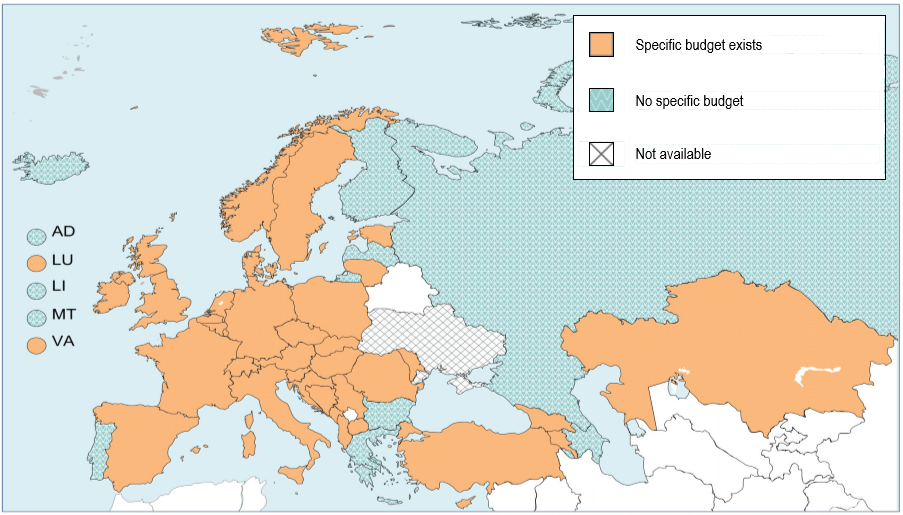 Specific budget exists
No specific budget
Not available
AD
LU
LI
MT
VA